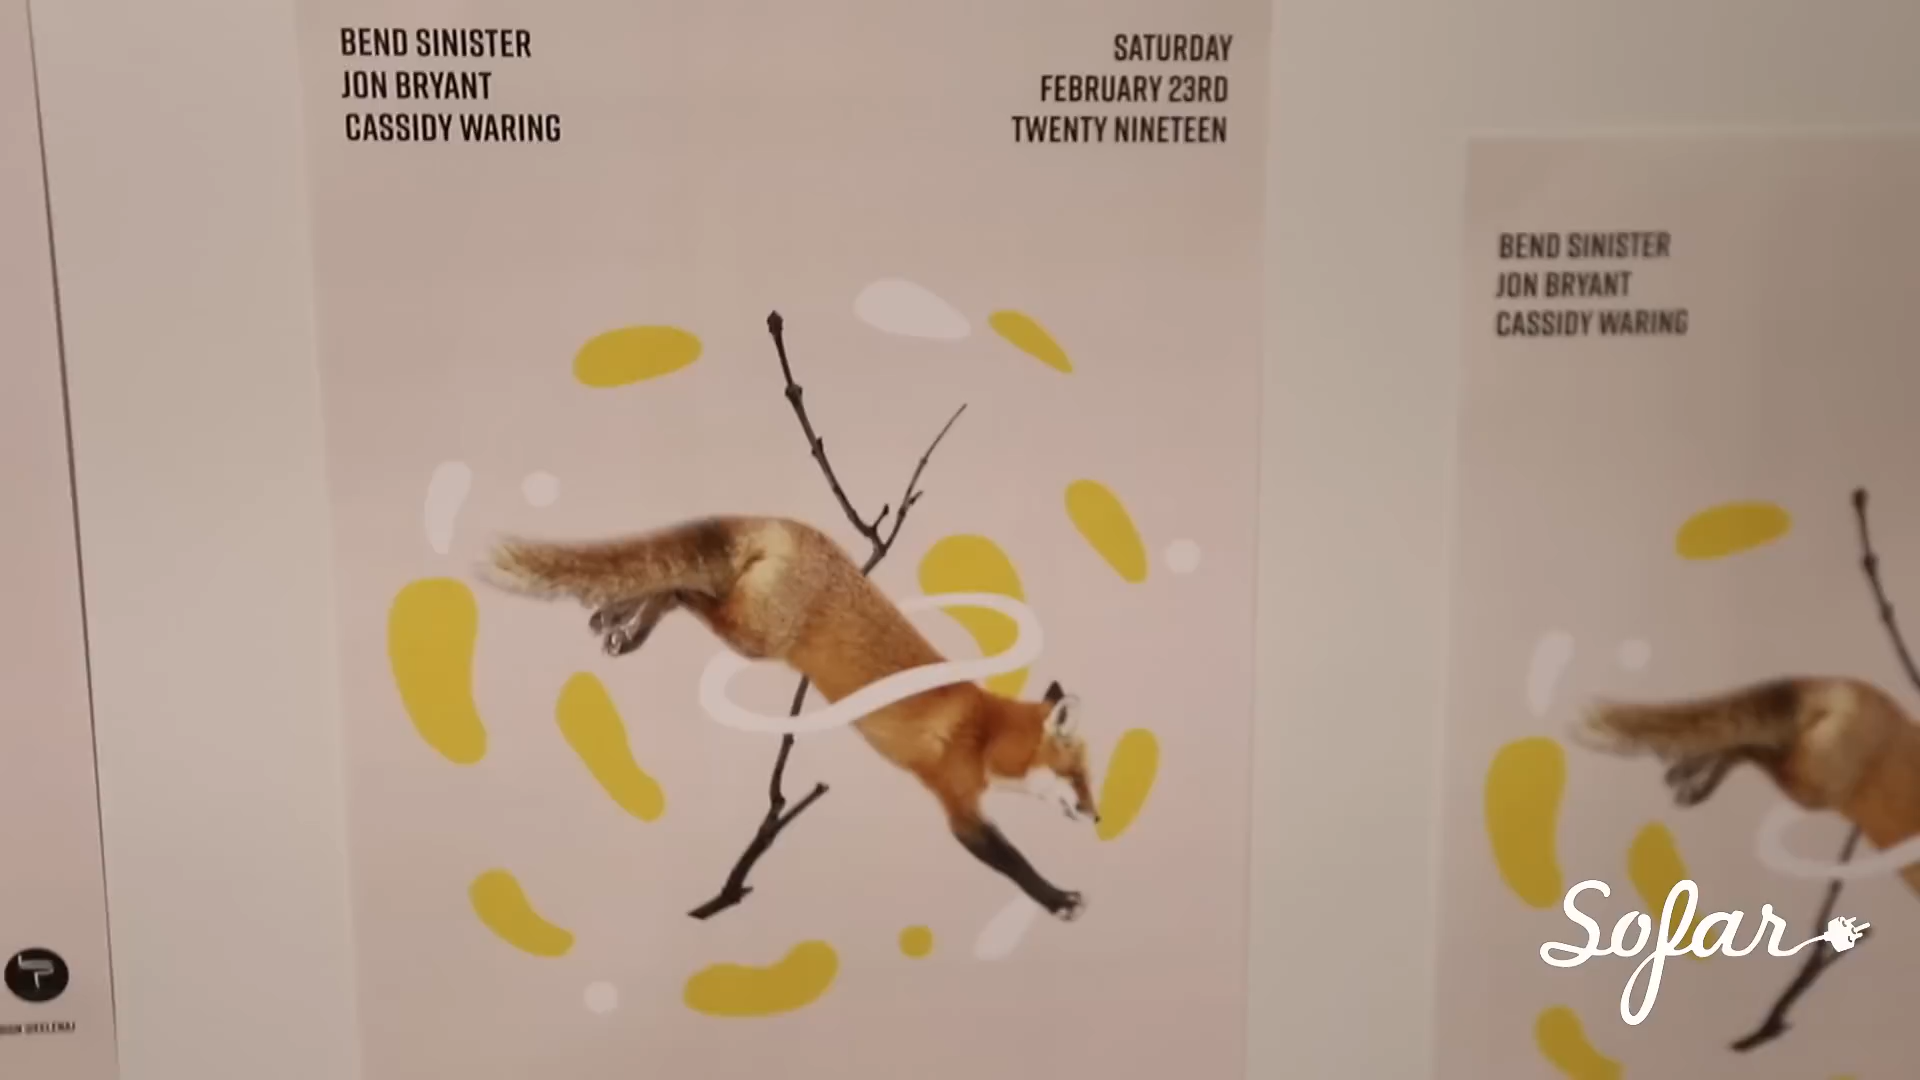 BEND SINISTER
JON BRYANT
CASSIDY WARING
SATURDAY
FEBRUARY 23RD
TWENTY NINETEEN
BEND SINISTER
JON BRYANT
CASSIDY WARING
Sofar